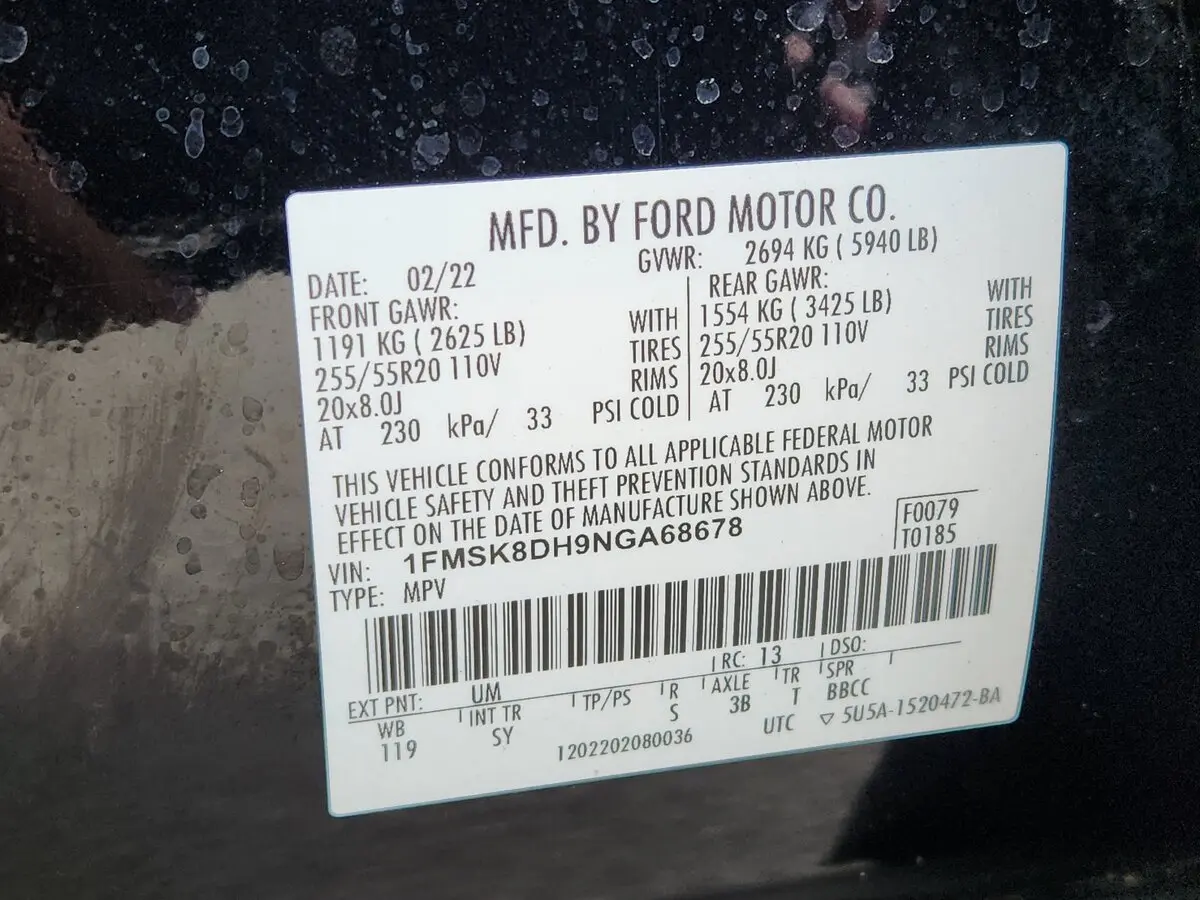 MFD. BY FORD MOTOR CO.
DATE: 02/22 GVWR: 2694 KG ( 5940 LB)
FRONT GAWR: REAR GAWR:
1191 KG ( 2625 LB) WITH 1554 KG ( 3425 LB) WITH
255/55R20 110V TIRES 255/55R20 110V TIRES
20x8.0J RIMS 20x8.0J RIMS
AT 230 kPa/ 33 PSI COLD AT 230 kPa/ 33 PSI COLD
THIS VEHICLE CONFORMS TO ALL APPLICABLE FEDERAL MOTOR
VEHICLE SAFETY AND THEFT PREVENTION STANDARDS IN
EFFECT ON THE DATE OF MANUFACTURE SHOWN ABOVE.
VIN: 1FMSK8DH9NGA68678 F0079
TYPE: MPV T0185
EXT PNT: UM RC: 13 DSO:
WB INT TR TP/PS R AXLE TR SPR
119 SY S 3B T BBCC
1202202080036 UTC ▽ 5U5A-1520472-BA